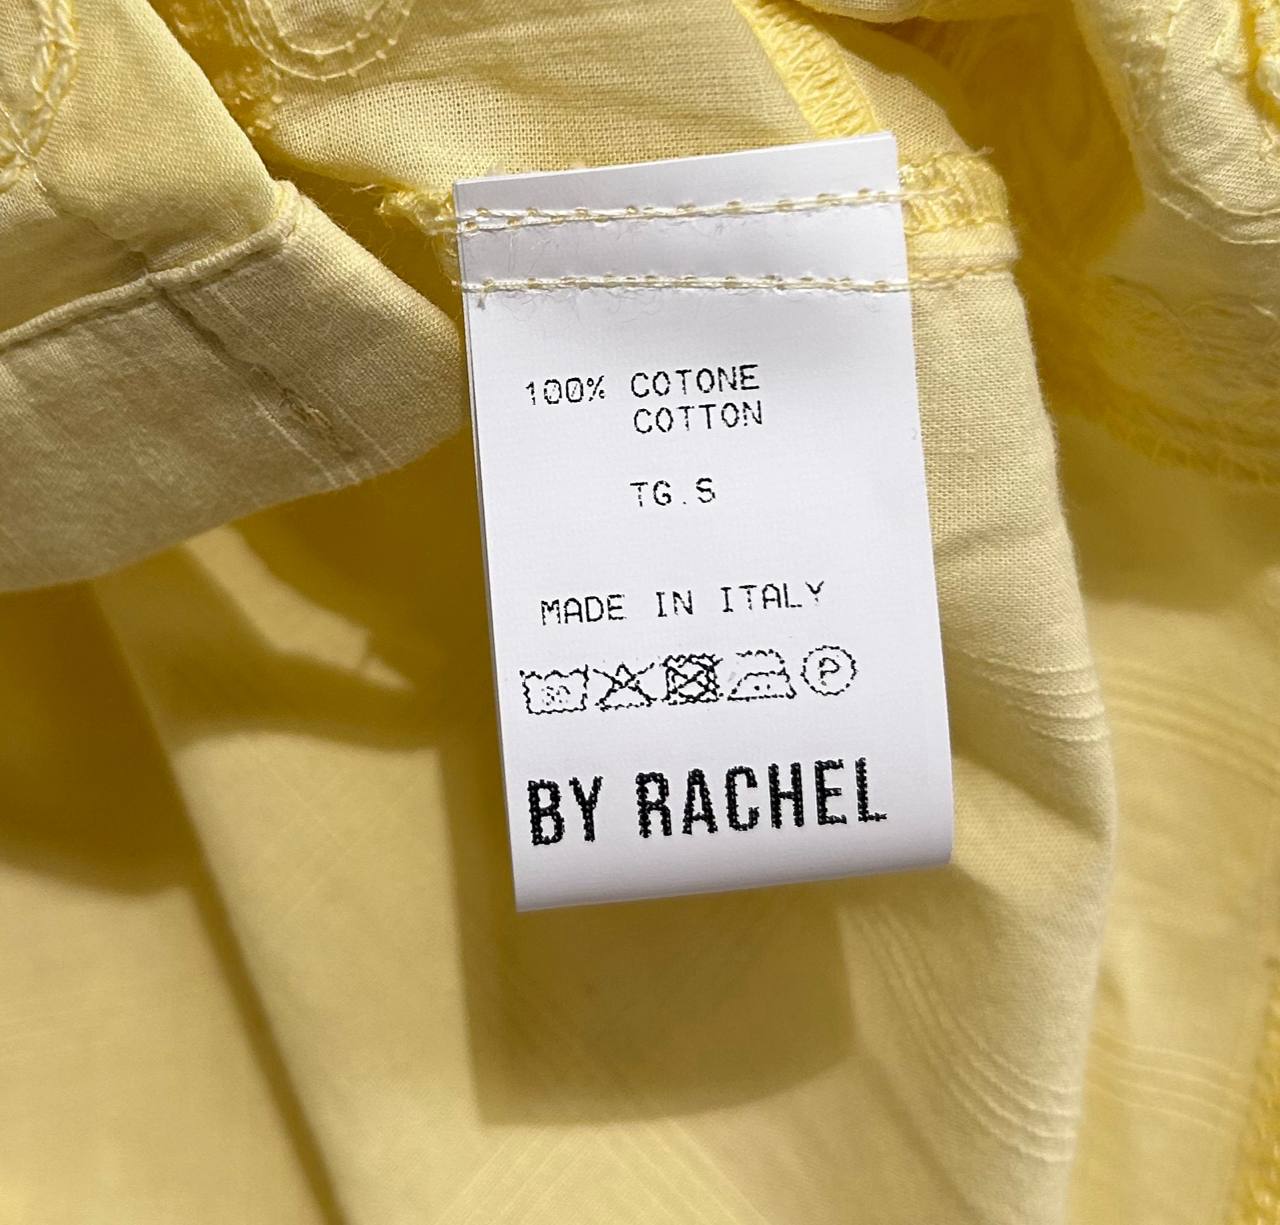 100% COTONE
COTTON
TG.S
MADE IN ITALY
30
P
BY RACHEL